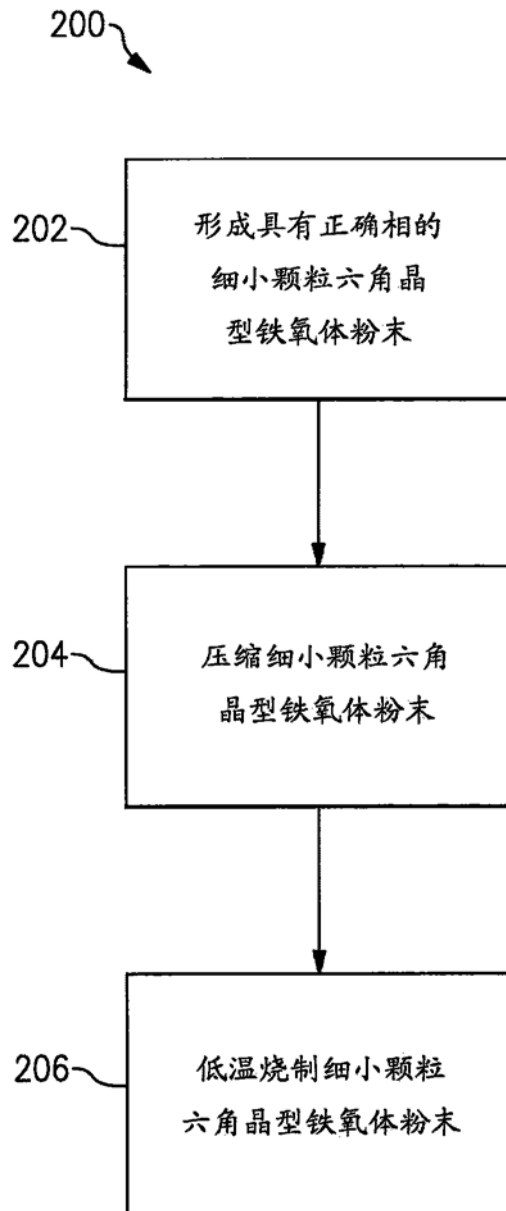 200
202
形成具有正确相的
细小颗粒六角晶
型铁氧体粉末
204
压缩细小颗粒六角
晶型铁氧体粉末
206
低温烧制细小颗粒
六角晶型铁氧体粉末